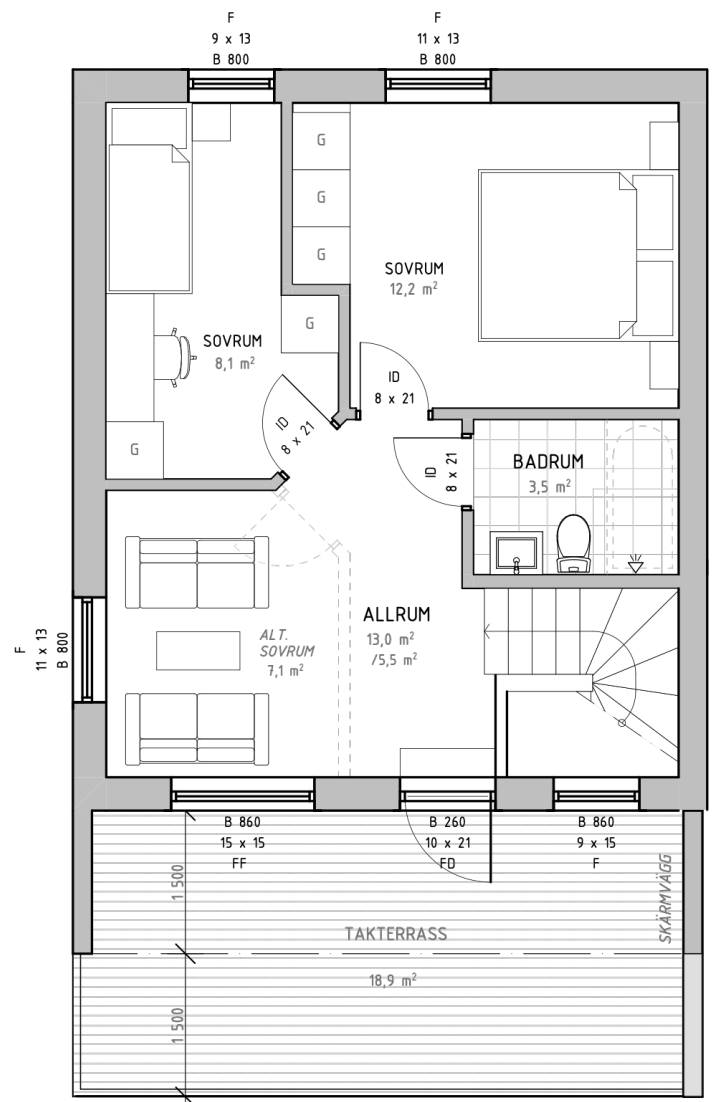 F
9 x 13
B 800
F
11 x 13
B 800
G
G
G
SOVRUM
12,2 m²
G
SOVRUM
8,1 m²
ID
8 x 21
ID
8 x 21
G
ID
8 x 21
BADRUM
3,5 m²
ALLRUM
13,0 m²
/5,5 m²
ALT.
SOVRUM
7,1 m²
F
11 x 13
B 800
B 860
15 x 15
FF
B 260
10 x 21
FD
B 860
9 x 15
F
1 500
SKÄRMVÄGG
TAKTERRASS
18,9 m²
1 500